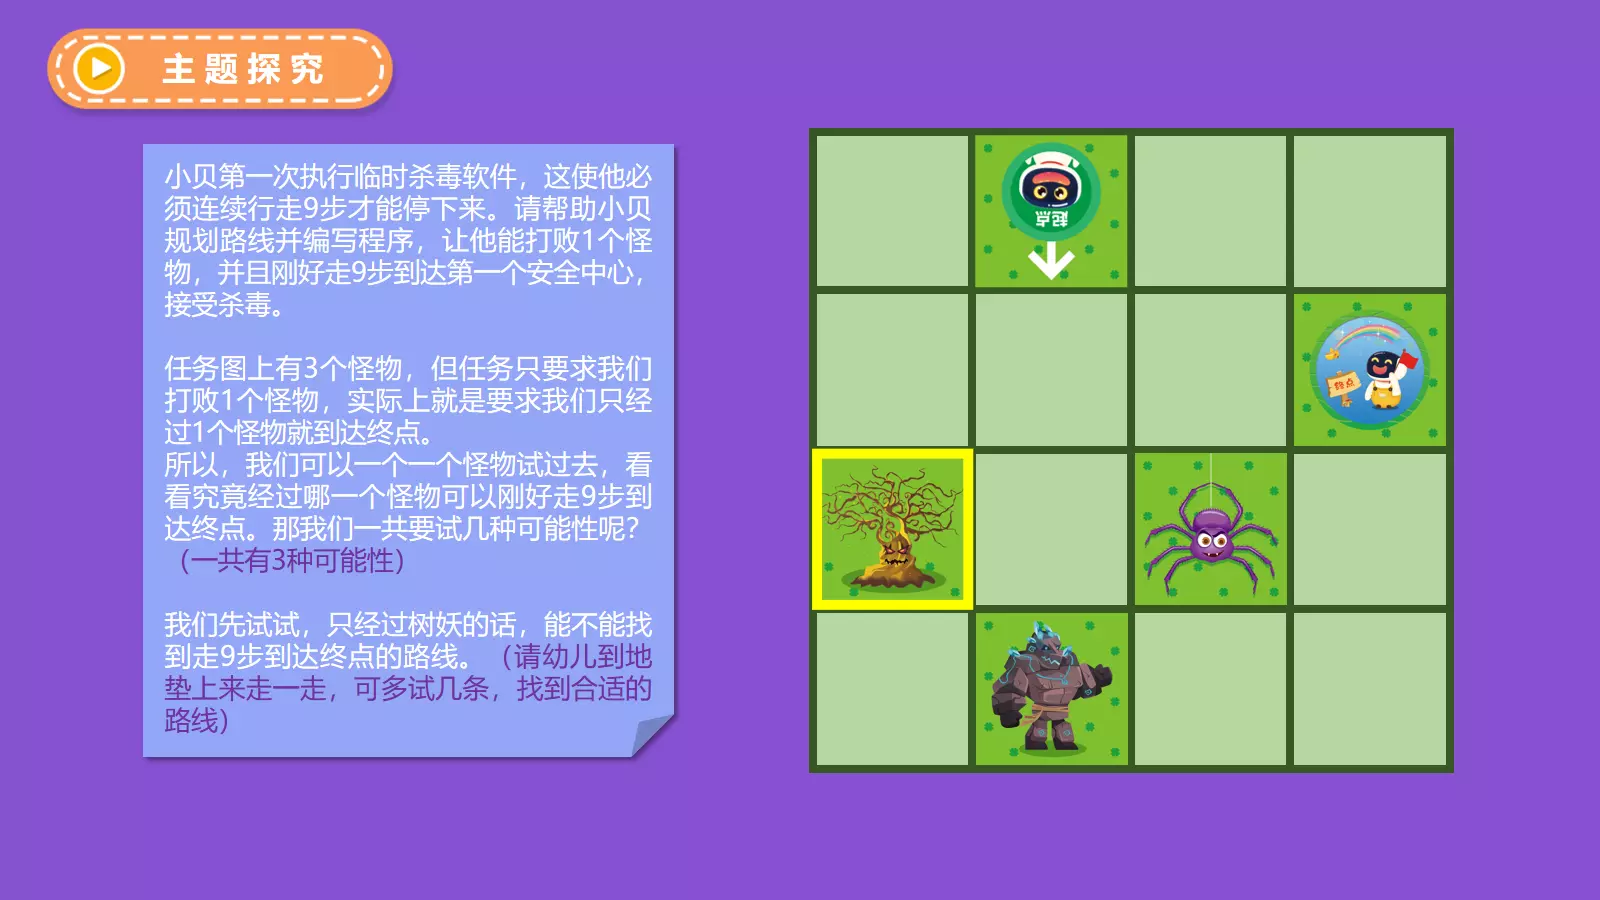 主题探究
小贝第一次执行临时杀毒软件，这使他必
须连续行走9步才能停下来。请帮助小贝
规划路线并编写程序，让他能打败1个怪
物，并且刚好走9步到达第一个安全中心，
接受杀毒。
任务图上有3个怪物，但任务只要求我们
打败1个怪物，实际上就是要求我们只经
过1个怪物就到达终点。
所以，我们可以一个一个怪物试过去，看
看究竟经过哪一个怪物可以刚好走9步到
达终点。那我们一共要试几种可能性呢？
（一共有3种可能性）
我们先试试，只经过树妖的话，能不能找
到走9步到达终点的路线。（请幼儿到地
垫上来走一走，可多试几条，找到合适的
路线）
起点
终点